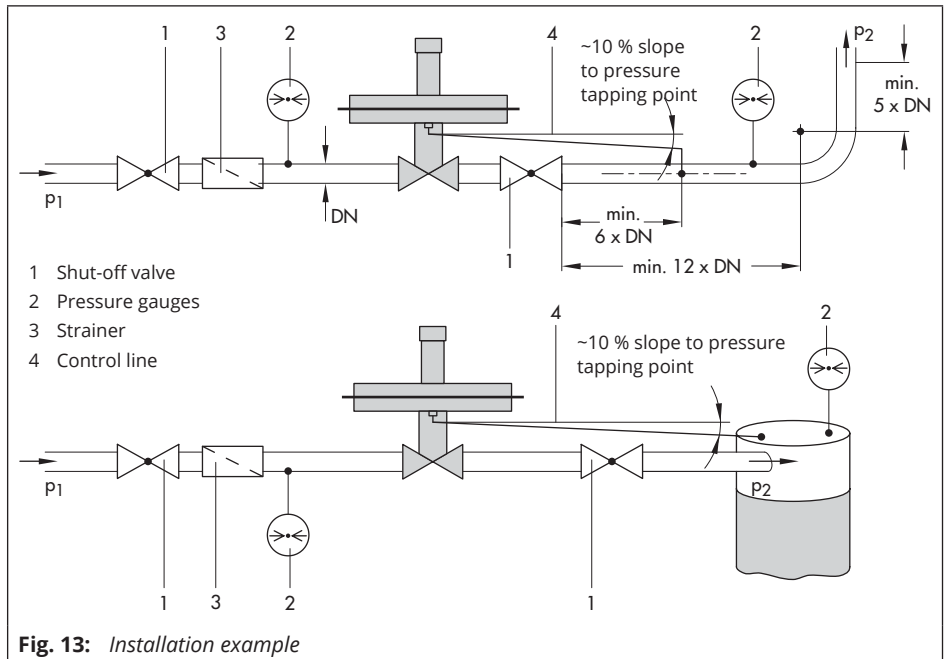 1
3
2
4
~10 % slope
to pressure
tapping point
2
p2
min.
5 x DN
p1
DN
min.
6 x DN
1
min. 12 x DN
1 Shut-off valve
2 Pressure gauges
3 Strainer
4 Control line
4
~10 % slope to pressure
tapping point
2
p1
p2
1
3
2
1
Fig. 13: Installation example